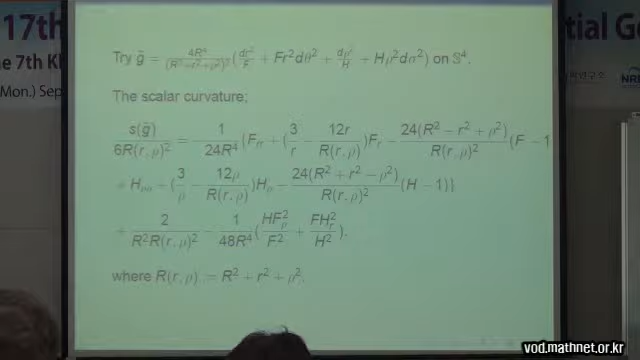 17th
tial G
e 7th K
Mon.) Sep
Try g̃ = 4R⁴/(R²+r²+ρ²)² (dr²/F + Fr²dθ² + dρ²/H + Hρ²dσ²) on 𝕊⁴.
The scalar curvature;
s(g̃)/6R(r,ρ)² = 1/24R⁴ (F_rr + (3/r − 12r/R(r,ρ))F_r − 24(R² − r² + ρ²)/R(r,ρ)² (F − 1
+ H_ρρ + (3/ρ − 12ρ/R(r,ρ))H_ρ − 24(R² + r² − ρ²)/R(r,ρ)² (H − 1))
+ 2/R²R(r,ρ)² − 1/48R⁴ (HF_ρ²/F² + FH_r²/H²).
where R(r,ρ) := R² + r² + ρ².
vod.mathnet.or.kr